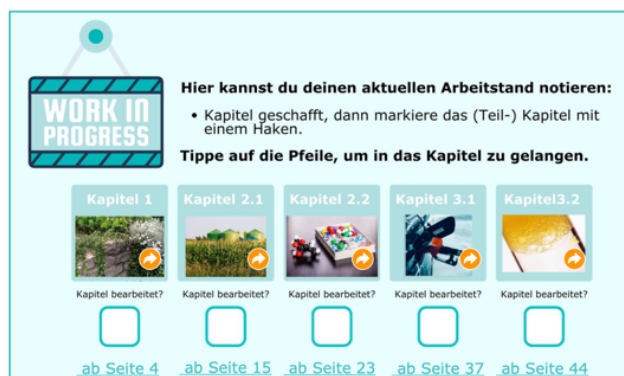 WORK IN
PROGRESS
Hier kannst du deinen aktuellen Arbeitstand notieren:
• Kapitel geschafft, dann markiere das (Teil-) Kapitel mit
einem Haken.
Tippe auf die Pfeile, um in das Kapitel zu gelangen.
Kapitel 1
Kapitel 2.1
Kapitel 2.2
Kapitel 3.1
Kapitel3.2
Kapitel bearbeitet?
Kapitel bearbeitet?
Kapitel bearbeitet?
Kapitel bearbeitet?
Kapitel bearbeitet?
ab Seite 4
ab Seite 15
ab Seite 23
ab Seite 37
ab Seite 44